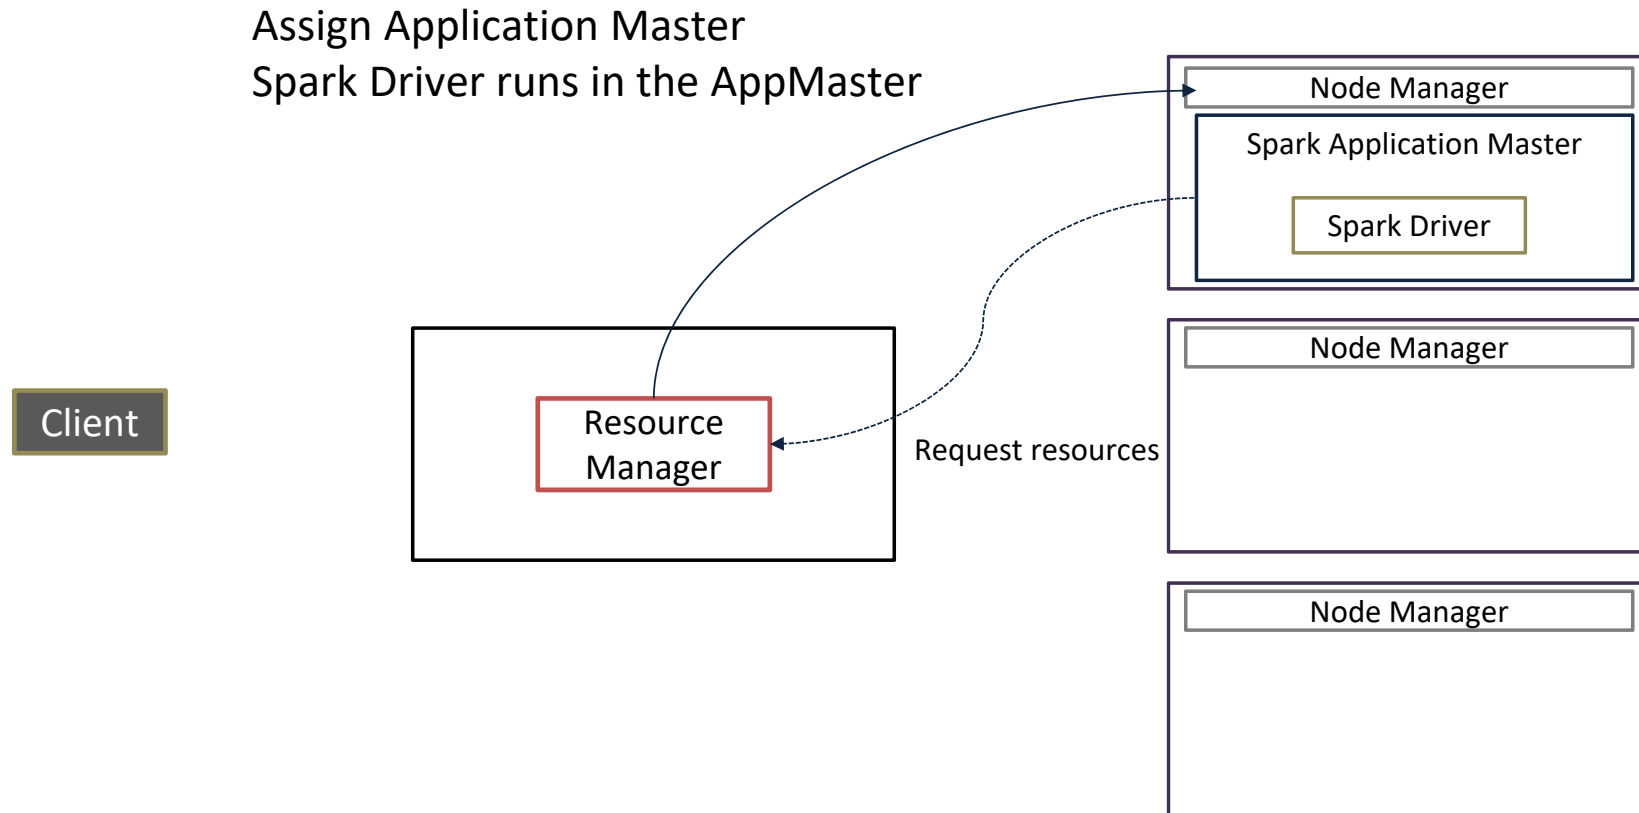 Assign Application Master
Spark Driver runs in the AppMaster
Node Manager
Spark Application Master
Spark Driver
Node Manager
Client
Resource
Manager
Request resources
Node Manager